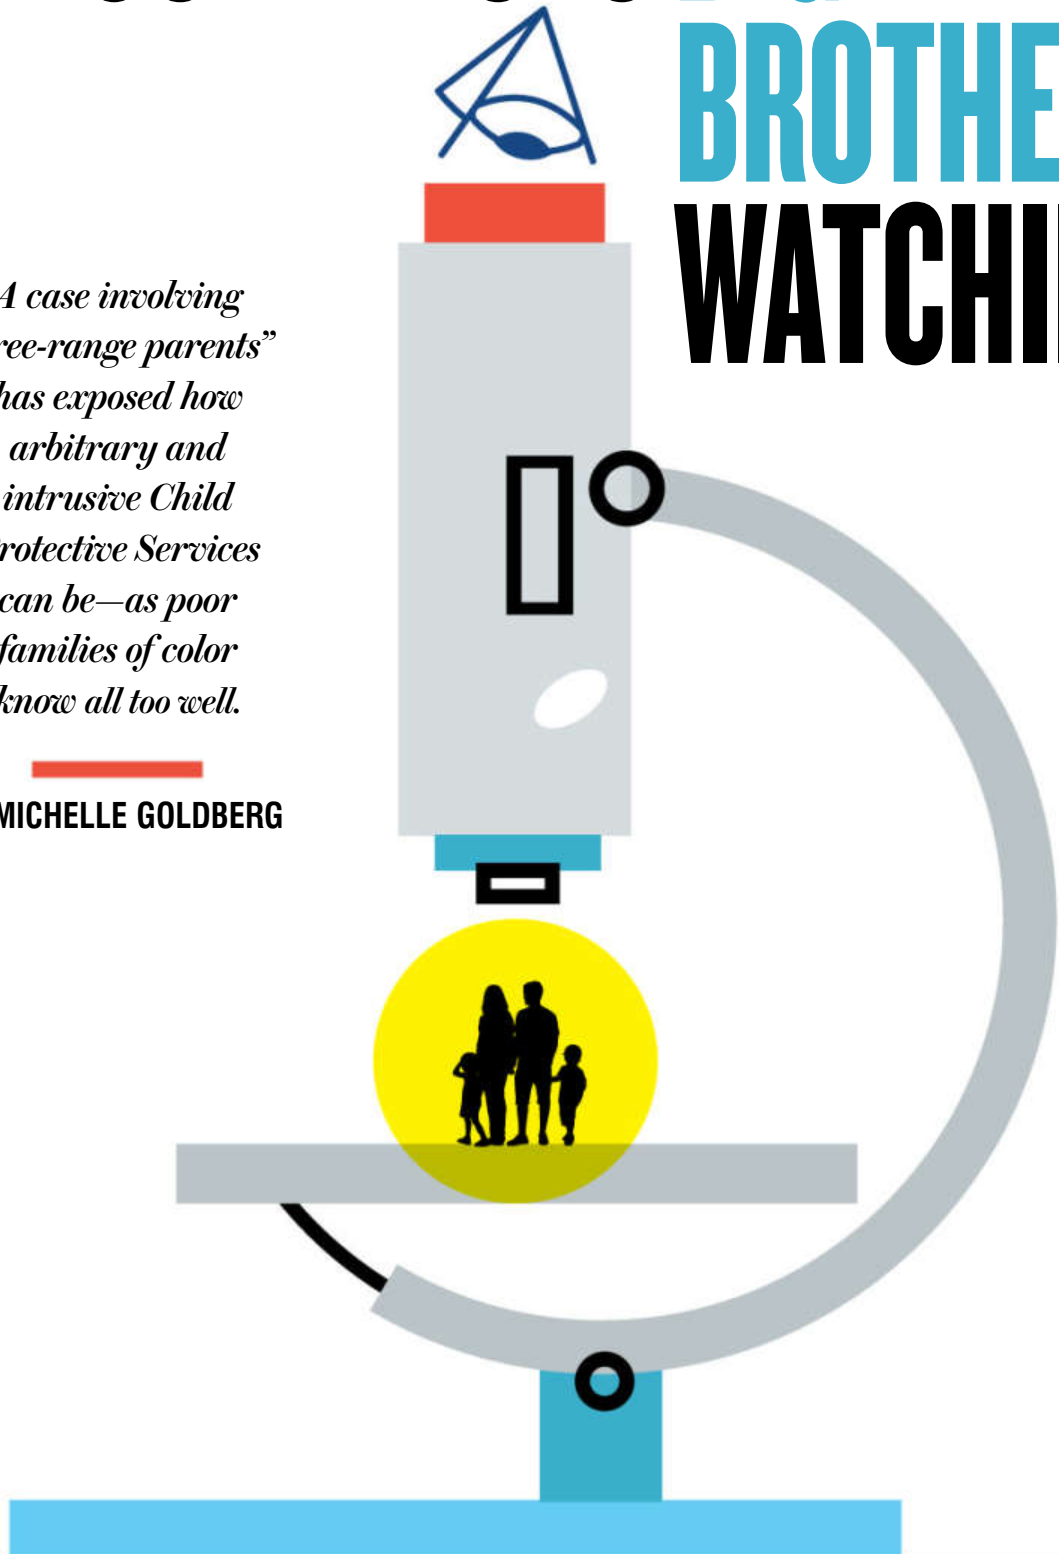 BROTHE
WATCHI
A case involving
ree-range parents”
has exposed how
arbitrary and
intrusive Child
rotective Services
can be—as poor
families of color
know all too well.
MICHELLE GOLDBERG